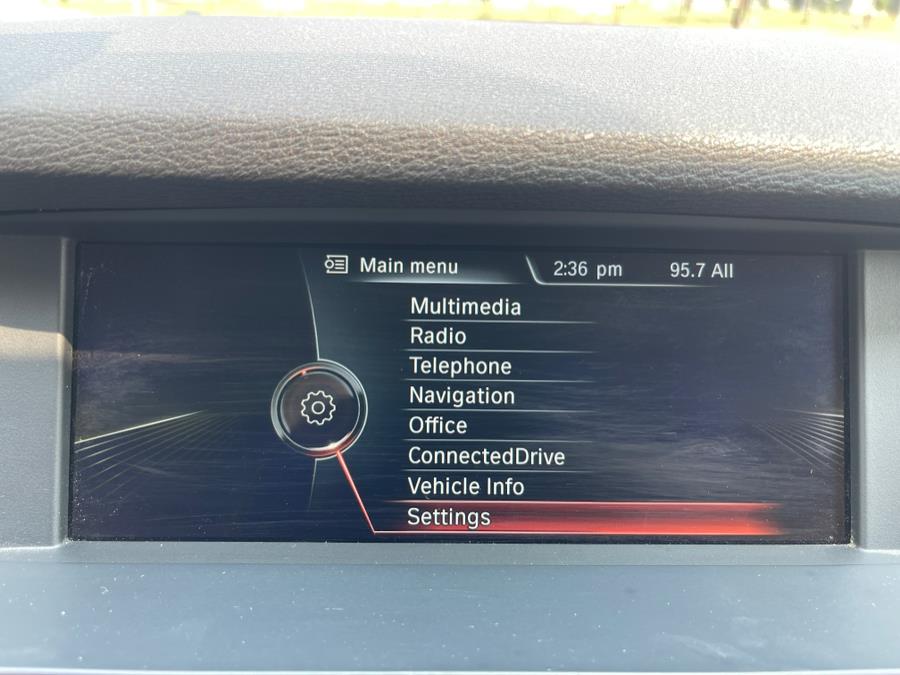 Main menu 2:36 pm 95.7 All
Multimedia
Radio
Telephone
Navigation
Office
ConnectedDrive
Vehicle Info
Settings